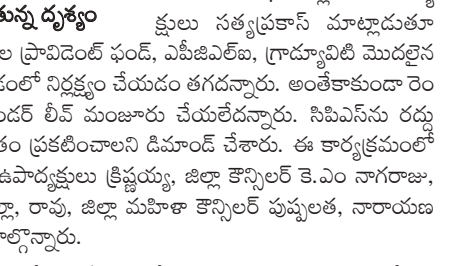 తున్న దృశ్యం
క్షులు సత్యప్రకాస్ మాట్లాడుతూ
ల ప్రావిడెంట్ ఫండ్, ఎపీజిఎల్ఐ, గ్రాడ్యూవిటి మొదలైన
డంలో నిర్లక్ష్యం చేయడం తగదన్నారు. అంతేకాకుండా రెం
ండర్ లీవ్ మంజూరు చేయలేదన్నారు. సిపిఎస్‌ను రద్దు
తం ప్రకటించాలని డిమాండ్ చేశారు. ఈ కార్యక్రమంలో
ఉపాద్యక్షులు క్రిష్ణయ్య, జిల్లా కౌన్సిలర్ కె.ఎం నాగరాజు,
ల్లా, రావు, జిల్లా మహిళా కౌన్సిలర్ పుష్పలత, నారాయణ
ాల్గొన్నారు.